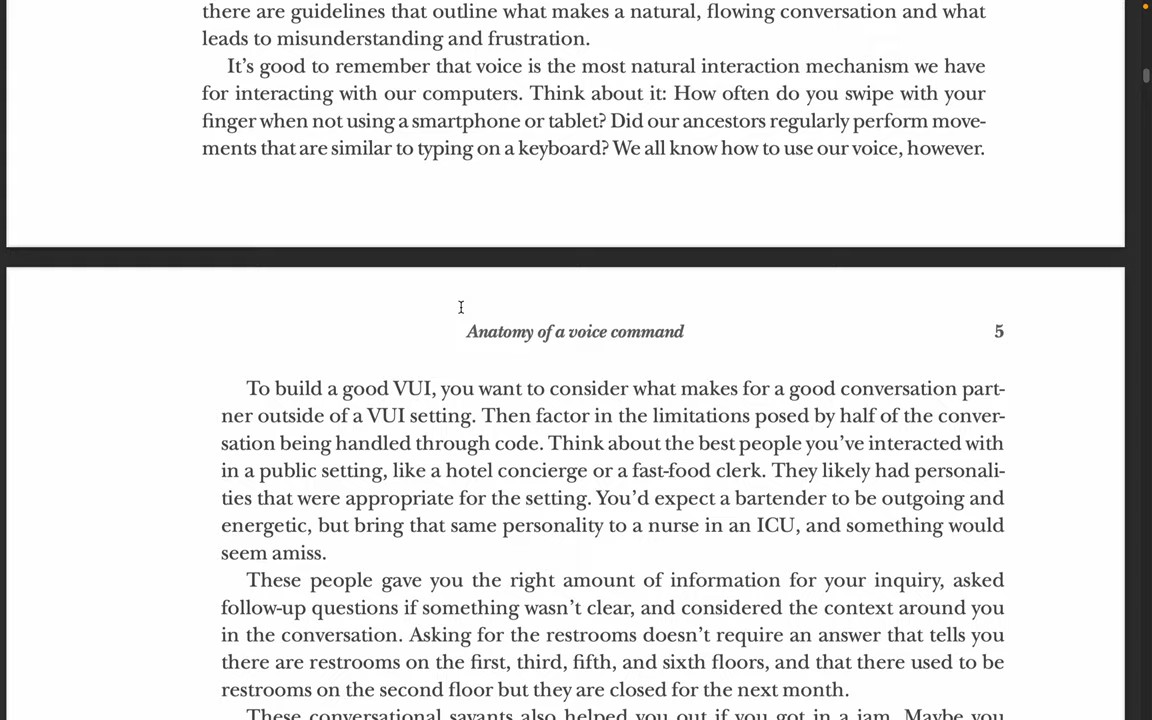 there are guidelines that outline what makes a natural, flowing conversation and what
leads to misunderstanding and frustration.
It’s good to remember that voice is the most natural interaction mechanism we have
for interacting with our computers. Think about it: How often do you swipe with your
finger when not using a smartphone or tablet? Did our ancestors regularly perform move-
ments that are similar to typing on a keyboard? We all know how to use our voice, however.
Anatomy of a voice command 5
To build a good VUI, you want to consider what makes for a good conversation part-
ner outside of a VUI setting. Then factor in the limitations posed by half of the conver-
sation being handled through code. Think about the best people you’ve interacted with
in a public setting, like a hotel concierge or a fast-food clerk. They likely had personali-
ties that were appropriate for the setting. You’d expect a bartender to be outgoing and
energetic, but bring that same personality to a nurse in an ICU, and something would
seem amiss.
These people gave you the right amount of information for your inquiry, asked
follow-up questions if something wasn’t clear, and considered the context around you
in the conversation. Asking for the restrooms doesn’t require an answer that tells you
there are restrooms on the first, third, fifth, and sixth floors, and that there used to be
restrooms on the second floor but they are closed for the next month.
These conversational savants also helped you out if you got in a jam. Maybe you